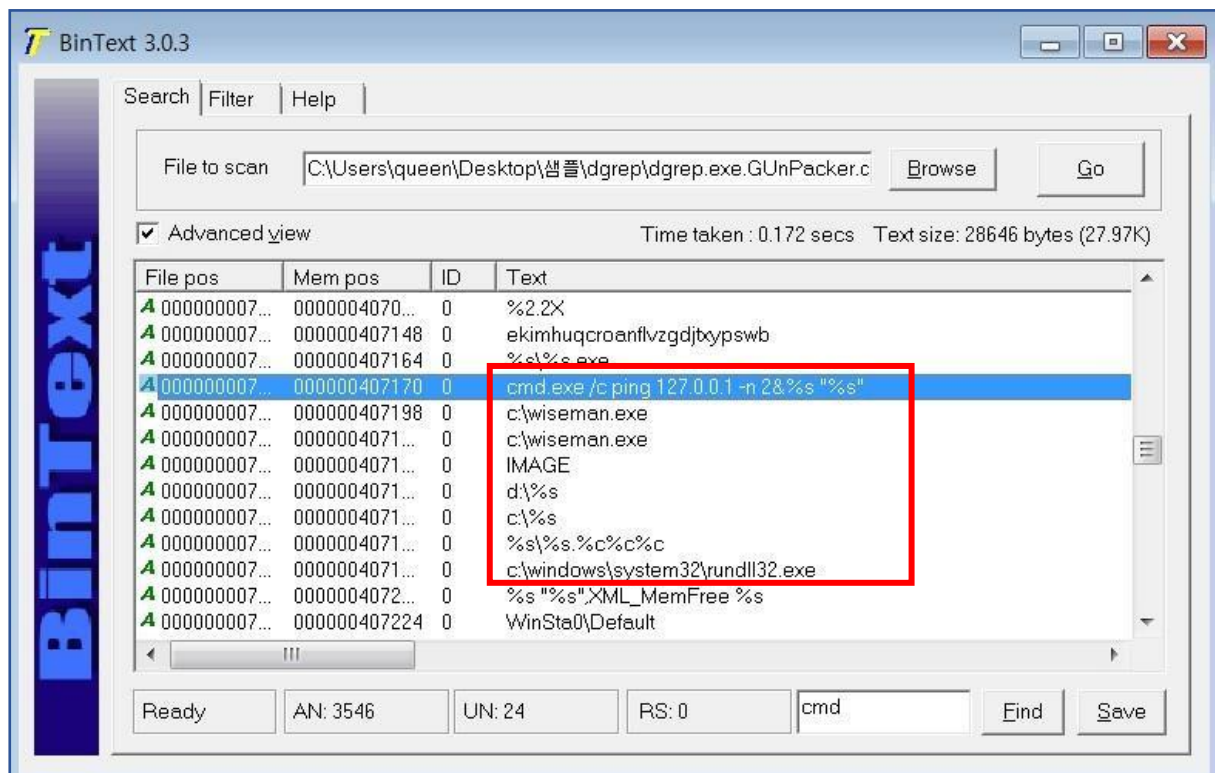 BinText 3.0.3
Search Filter Help
File to scan C:\Users\queen\Desktop\샘플\dgrep\dgrep.exe.GUnPacker.c Browse Go
Advanced view Time taken : 0.172 secs Text size: 28646 bytes (27.97K)
File pos Mem pos ID Text
A 000000007... 0000004070... 0 %2.2X
A 000000007... 000000407148 0 ekimhuqcroanflvzgdjtxypswb
A 000000007... 000000407164 0 %s\%s.exe
A 000000007... 000000407170 0 cmd.exe /c ping 127.0.0.1 -n 2&%s "%s"
A 000000007... 000000407198 0 c:\wiseman.exe
A 000000007... 0000004071... 0 c:\wiseman.exe
A 000000007... 0000004071... 0 IMAGE
A 000000007... 0000004071... 0 d:\%s
A 000000007... 0000004071... 0 c:\%s
A 000000007... 0000004071... 0 %s\%s.%c%c%c
A 000000007... 0000004071... 0 c:\windows\system32\rundll32.exe
A 000000007... 0000004072... 0 %s "%s",XML_MemFree %s
A 000000007... 000000407224 0 WinSta0\Default
Ready AN: 3546 UN: 24 RS: 0 cmd Find Save
BinText